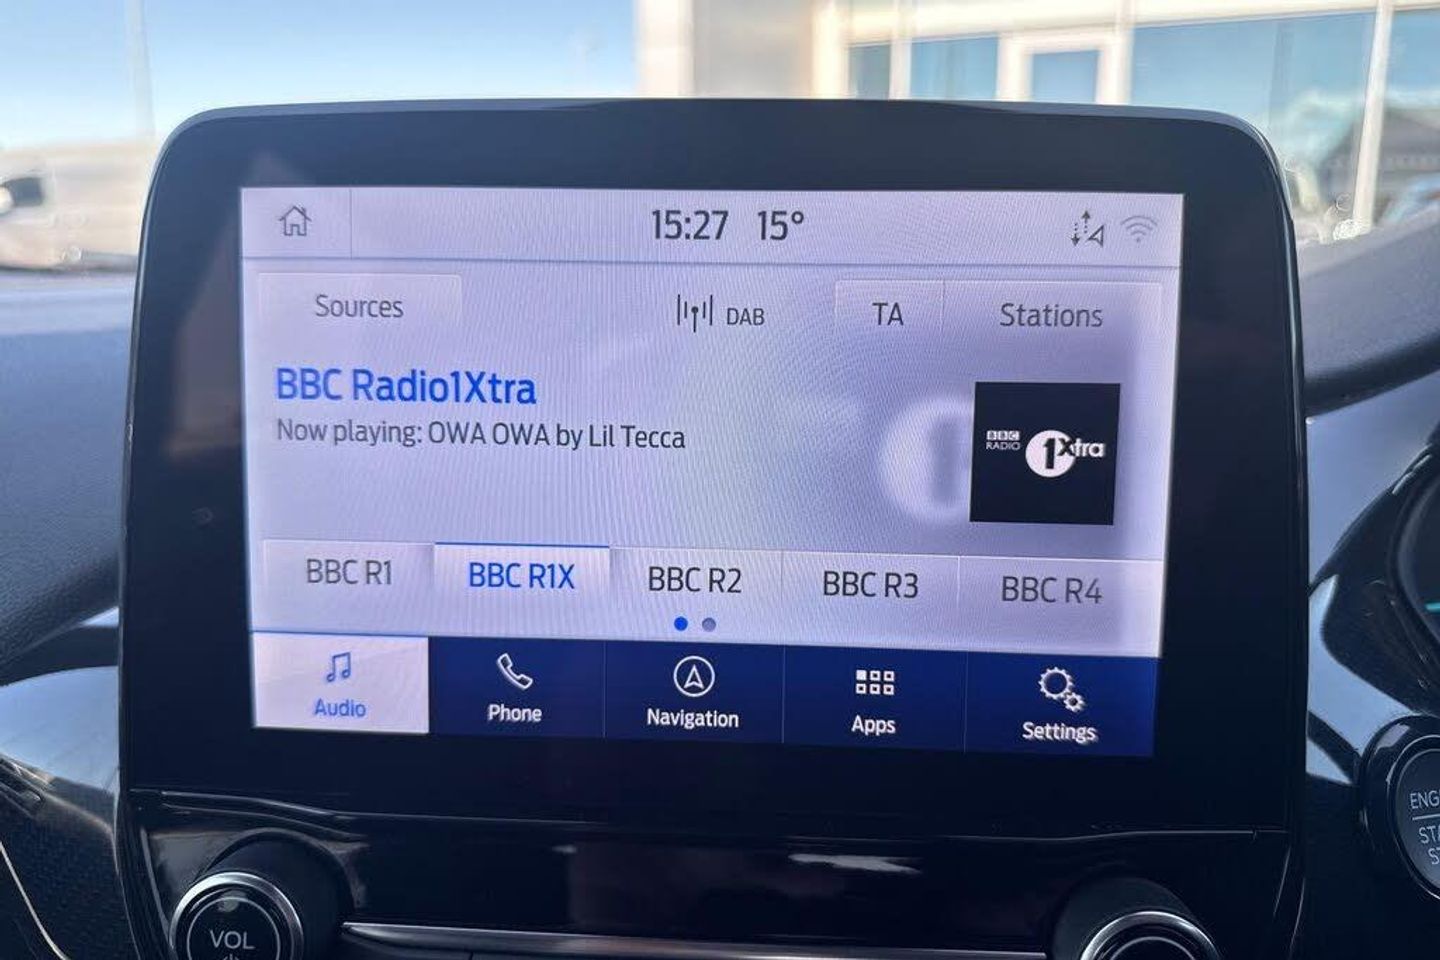 15:27 15°
Sources DAB TA Stations
BBC Radio1Xtra
Now playing: OWA OWA by Lil Tecca
BBC RADIO 1Xtra
BBC R1 BBC R1X BBC R2 BBC R3 BBC R4
Audio Phone Navigation Apps Settings
VOL